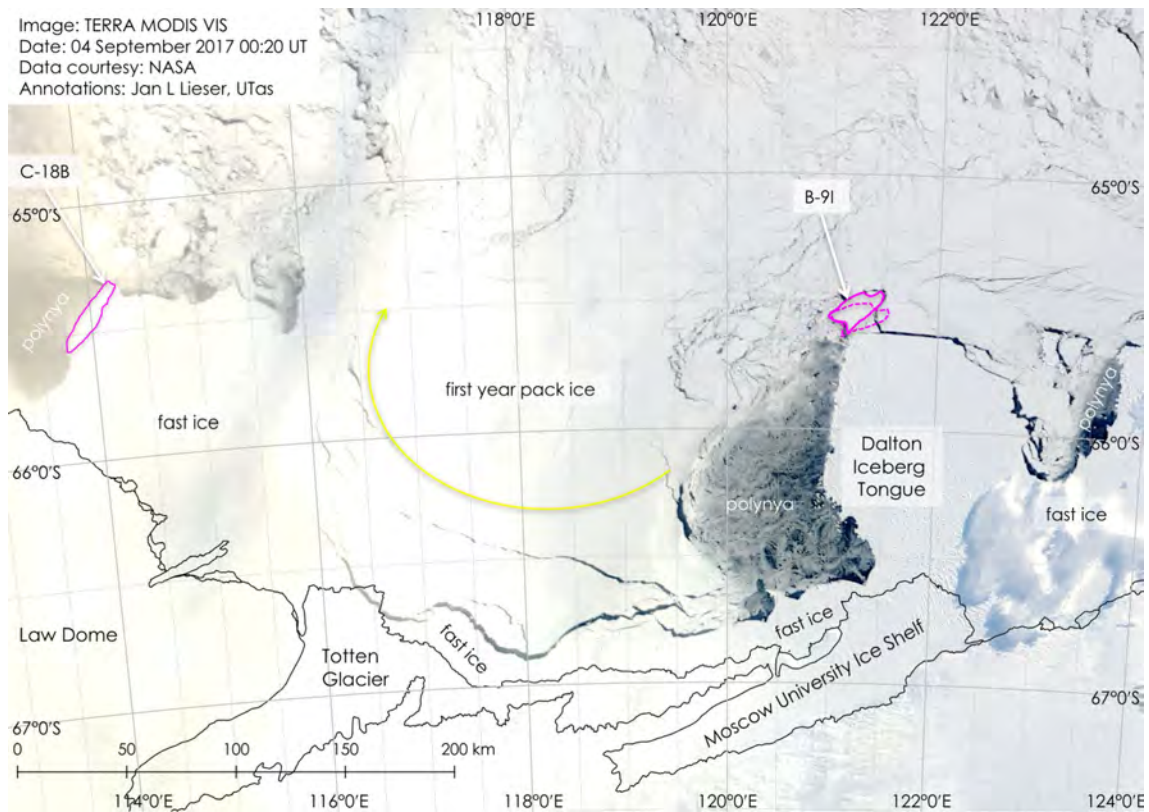 Image: TERRA MODIS VIS
Date: 04 September 2017 00:20 UT
Data courtesy: NASA
Annotations: Jan L Lieser, UTas
118°0'E
120°0'E
122°0'E
C-18B
B-9I
65°0'S
65°0'S
polynya
polynya
fast ice
first year pack ice
66°0'S
66°0'S
Dalton
Iceberg
Tongue
polynya
fast ice
Law Dome
Totten
Glacier
fast ice
fast ice
Moscow University Ice Shelf
67°0'S
67°0'S
0 50 100 150 200 km
114°0'E
116°0'E
118°0'E
120°0'E
122°0'E
124°0'E